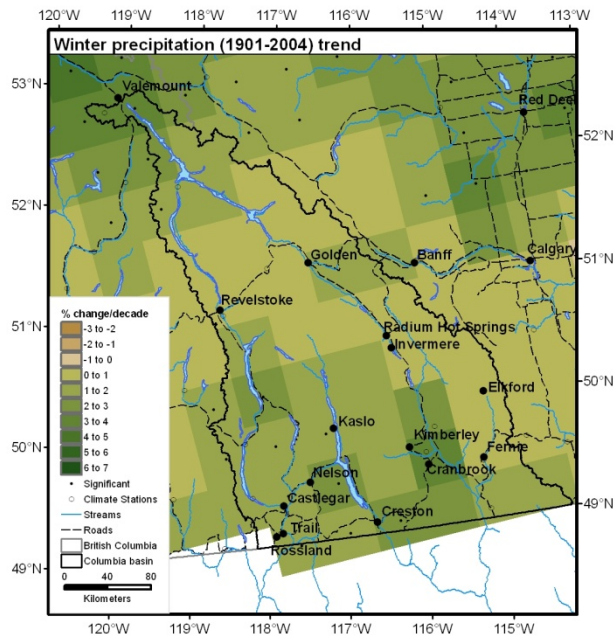 120°W 119°W 118°W 117°W 116°W 115°W 114°W 113°W
Winter precipitation (1901-2004) trend
53°N
53°N
Valemount
Red Dee
52°N
52°N
Golden
Banff
Calgary
Revelstoke
51°N
51°N
Radium Hot Springs
Invermere
Elkford
Kaslo
50°N
50°N
Kimberley
Fernie
Cranbrook
Nelson
Castlegar
Creston
Trail
Rossland
49°N
49°N
% change/decade
-3 to -2
-2 to -1
-1 to 0
0 to 1
1 to 2
2 to 3
3 to 4
4 to 5
5 to 6
6 to 7
Significant
Climate Stations
Streams
Roads
British Columbia
Columbia basin
0 40 80
Kilometers
120°W 119°W 118°W 117°W 116°W 115°W